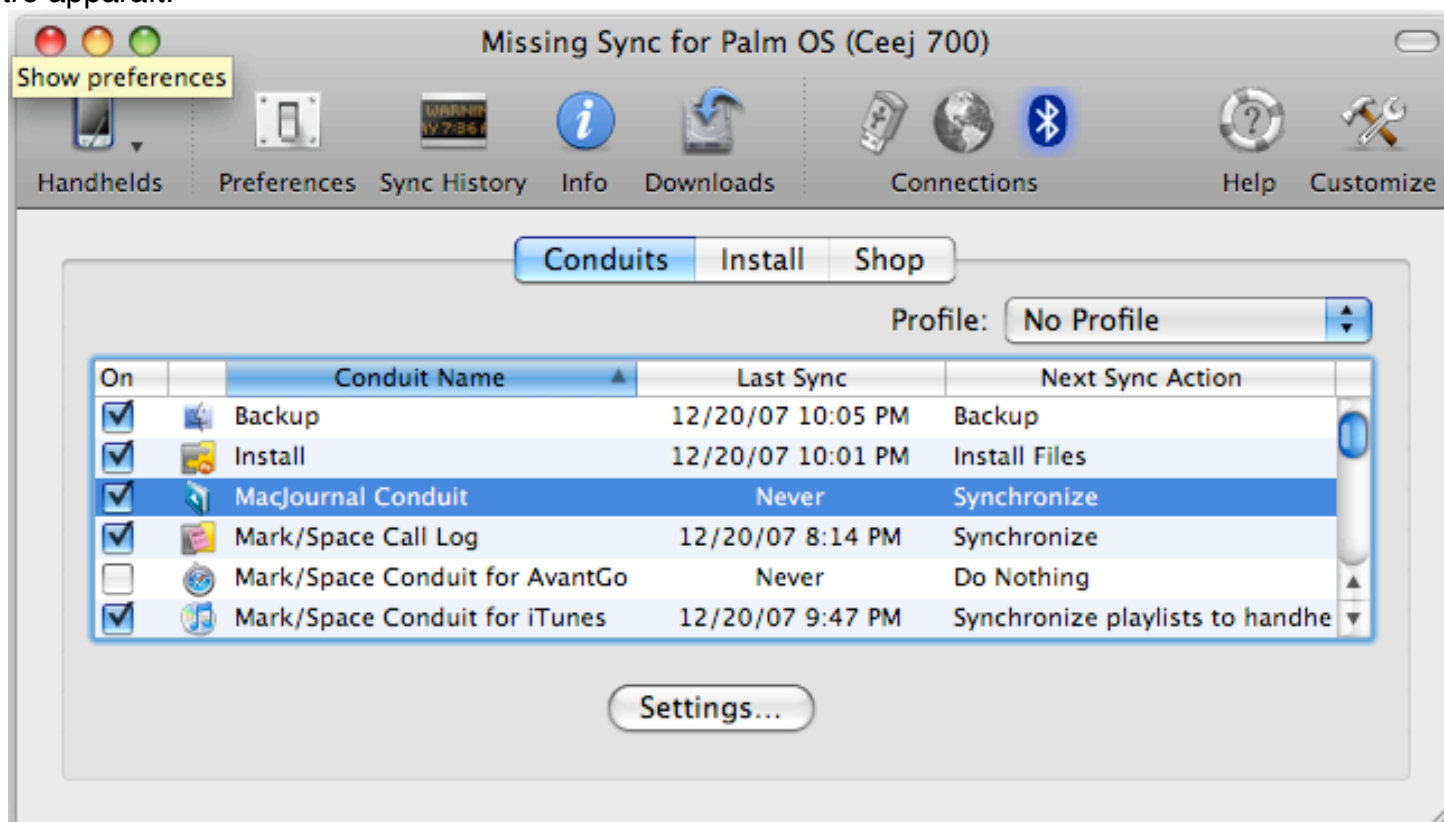 tre apparaît.
Missing Sync for Palm OS (Ceej 700)
Show preferences
Handhelds Preferences Sync History Info Downloads Connections Help Customize
Conduits Install Shop
Profile: No Profile
On Conduit Name Last Sync Next Sync Action
Backup 12/20/07 10:05 PM Backup
Install 12/20/07 10:01 PM Install Files
MacJournal Conduit Never Synchronize
Mark/Space Call Log 12/20/07 8:14 PM Synchronize
Mark/Space Conduit for AvantGo Never Do Nothing
Mark/Space Conduit for iTunes 12/20/07 9:47 PM Synchronize playlists to handhe
Settings...